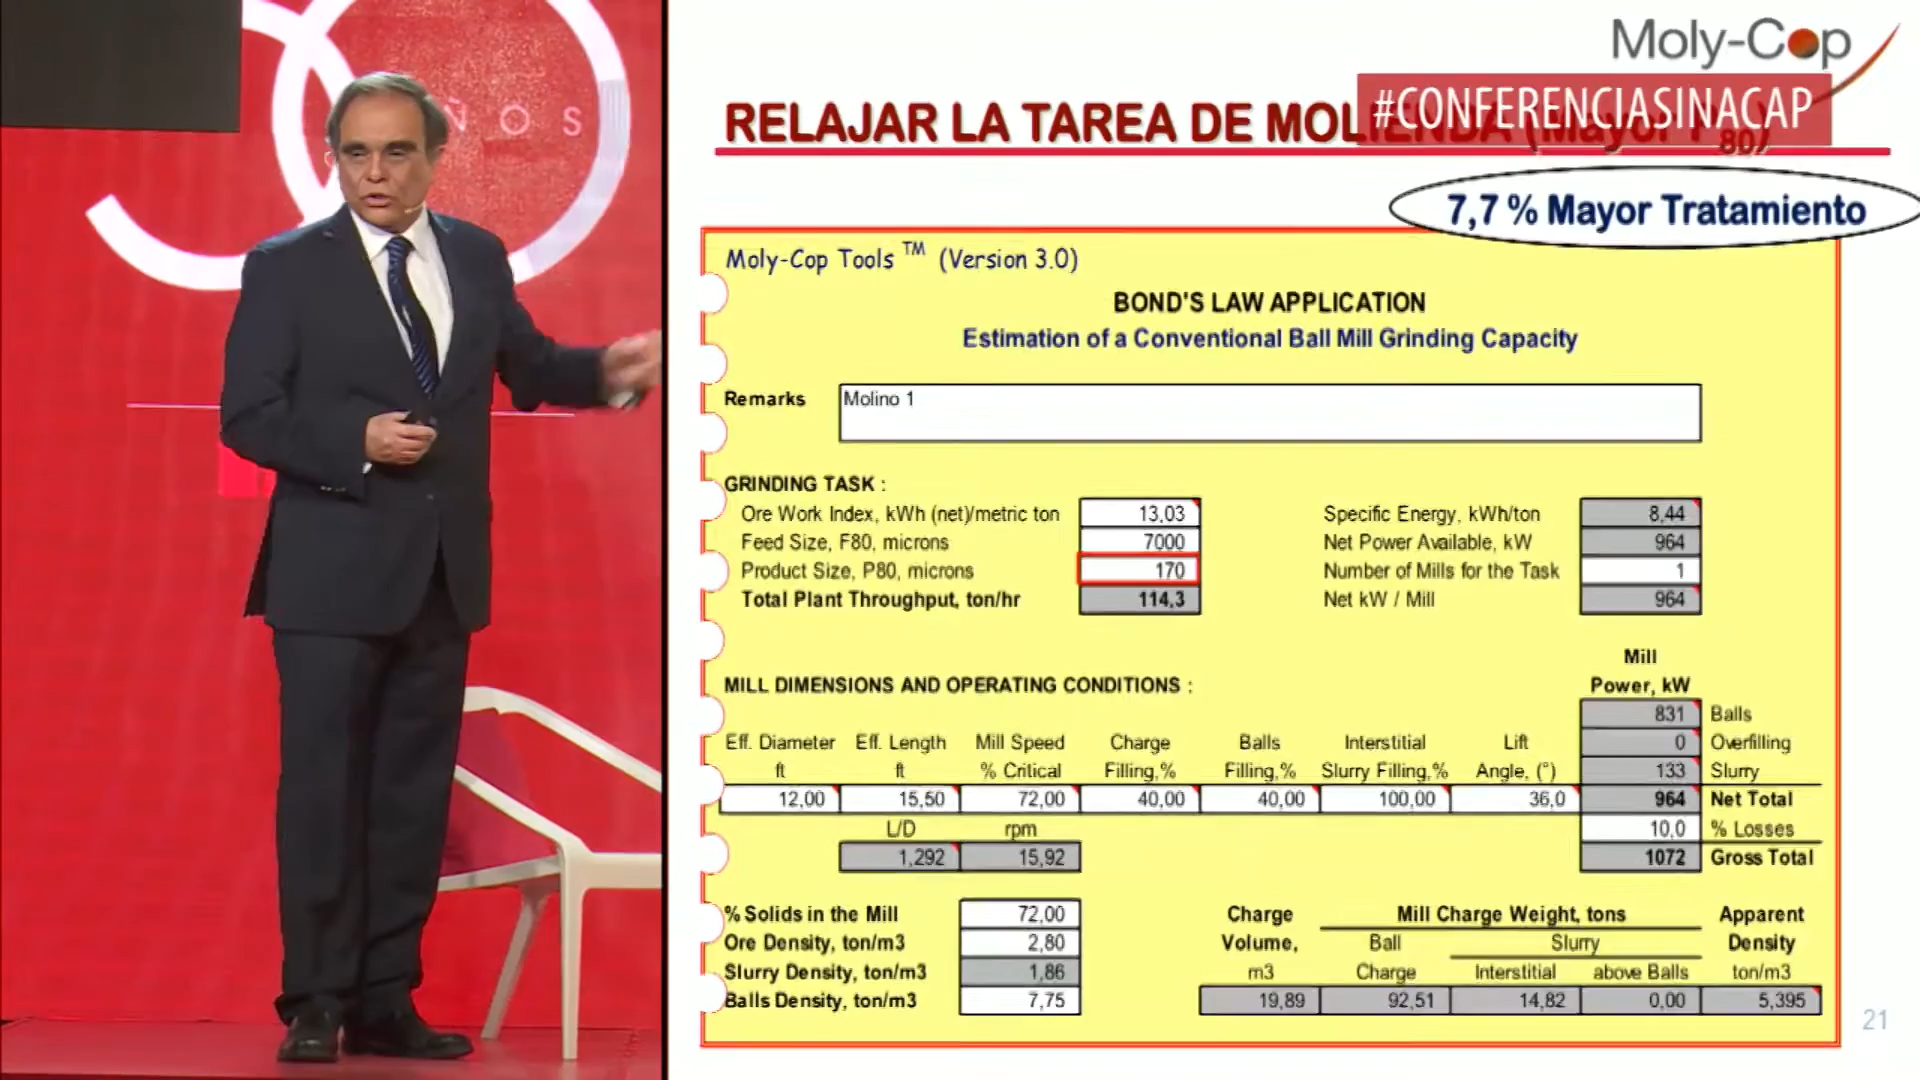 ÑOS
Moly-Cop
#CONFERENCIASINACAP
RELAJAR LA TAREA DE MOLIENDA (Mayor P80)
7,7 % Mayor Tratamiento
Moly-Cop Tools TM (Version 3.0)
BOND'S LAW APPLICATION
Estimation of a Conventional Ball Mill Grinding Capacity
Remarks Molino 1
GRINDING TASK :
Ore Work Index, kWh (net)/metric ton 13,03 Specific Energy, kWh/ton 8,44
Feed Size, F80, microns 7000 Net Power Available, kW 964
Product Size, P80, microns 170 Number of Mills for the Task 1
Total Plant Throughput, ton/hr 114,3 Net kW / Mill 964
Mill
MILL DIMENSIONS AND OPERATING CONDITIONS : Power, kW
831 Balls
Eff. Diameter Eff. Length Mill Speed Charge Balls Interstitial Lift 0 Overfilling
ft ft % Critical Filling,% Filling,% Slurry Filling,% Angle, (°) 133 Slurry
12,00 15,50 72,00 40,00 40,00 100,00 36,0 964 Net Total
L/D rpm 10,0 % Losses
1,292 15,92 1072 Gross Total
% Solids in the Mill 72,00 Charge Mill Charge Weight, tons Apparent
Ore Density, ton/m3 2,80 Volume, Ball Slurry Density
Slurry Density, ton/m3 1,86 m3 Charge Interstitial above Balls ton/m3
Balls Density, ton/m3 7,75 19,89 92,51 14,82 0,00 5,395
21